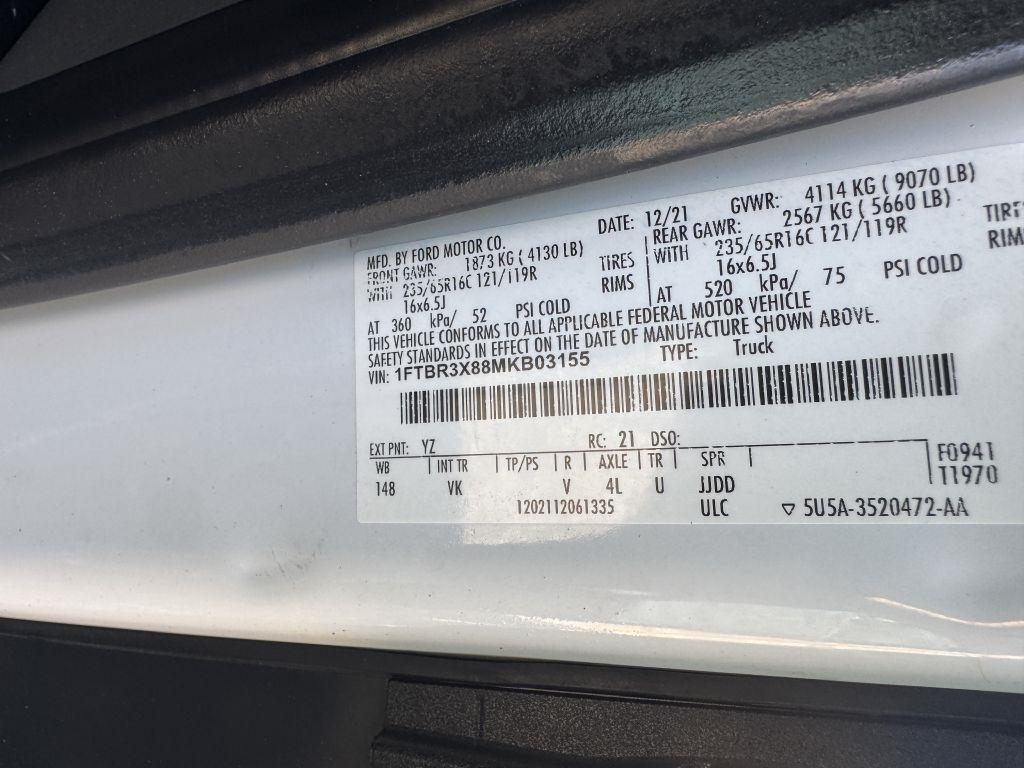 MFD. BY FORD MOTOR CO. DATE: 12/21 GVWR: 4114 KG ( 9070 LB)
FRONT GAWR: 1873 KG ( 4130 LB) REAR GAWR: 2567 KG ( 5660 LB)
WITH 235/65R16C 121/119R TIRES WITH 235/65R16C 121/119R
16x6.5J RIMS 16x6.5J
AT 360 kPa/ 52 PSI COLD AT 520 kPa/ 75 PSI COLD
THIS VEHICLE CONFORMS TO ALL APPLICABLE FEDERAL MOTOR VEHICLE
SAFETY STANDARDS IN EFFECT ON THE DATE OF MANUFACTURE SHOWN ABOVE.
VIN: 1FTBR3X88MKB03155 TYPE: Truck
EXT PNT: YZ RC: 21 DSO:
WB INT TR TP/PS R AXLE TR SPR F0941
148 VK V 4L U JJDD T1970
1202112061335 ULC ▽ 5U5A-3520472-AA